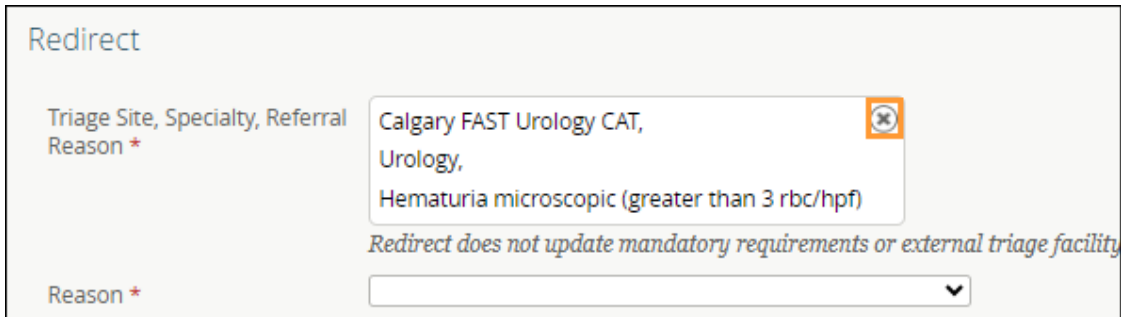 Redirect
Triage Site, Specialty, Referral
Reason *
Calgary FAST Urology CAT,
Urology,
Hematuria microscopic (greater than 3 rbc/hpf)
Redirect does not update mandatory requirements or external triage facility
Reason *